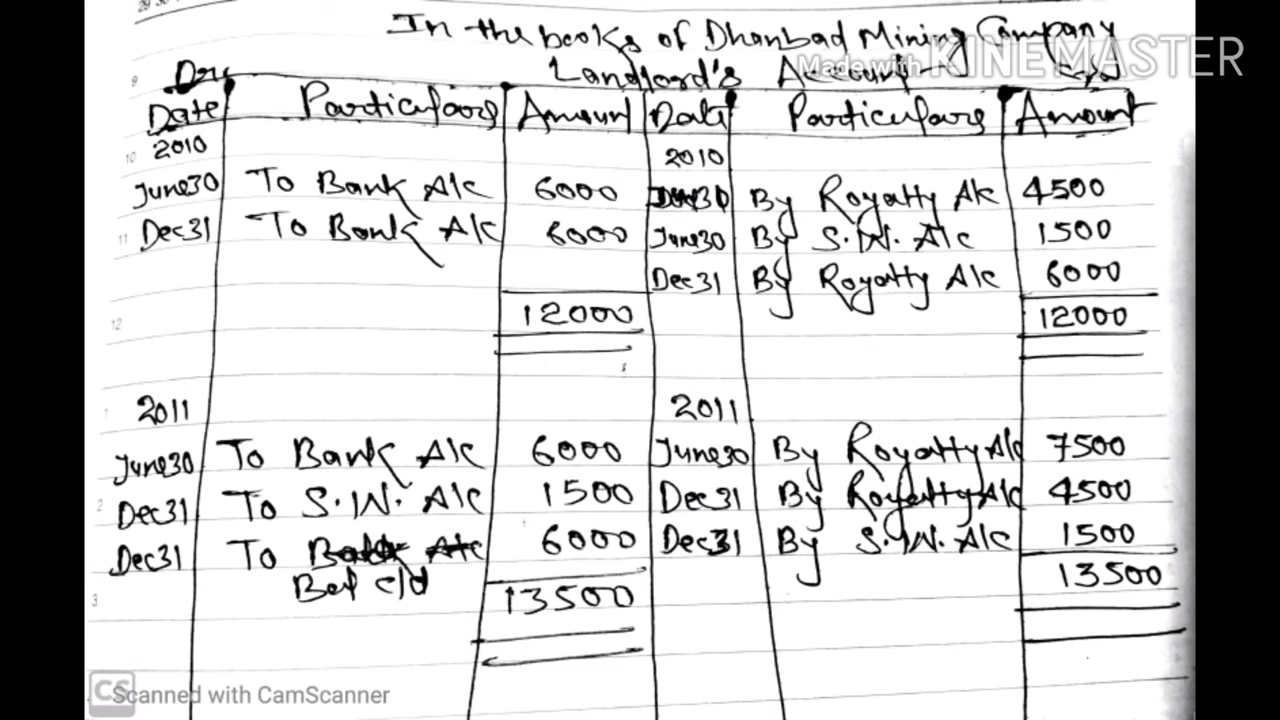 In the books of Dhanbad Mining Company
Made with KINEMASTER
Dr. Landlord's Account Cr.
Date Particulars Amount Date Particulars Amount
2010 2010
June30 To Bank A/c 6000 By Royalty A/c 4500
Dec31 To Bank A/c 6000 June30 By S.W. A/c 1500
Dec31 By Royalty A/c 6000
12000 12000
2011 2011
June30 To Bank A/c 6000 June30 By Royalty A/c 7500
Dec31 To S.W. A/c 1500 Dec31 By Royalty A/c 4500
Dec31 To 6000 Dec31 By S.W. A/c 1500
Bal c/d 13500 13500
CS Scanned with CamScanner